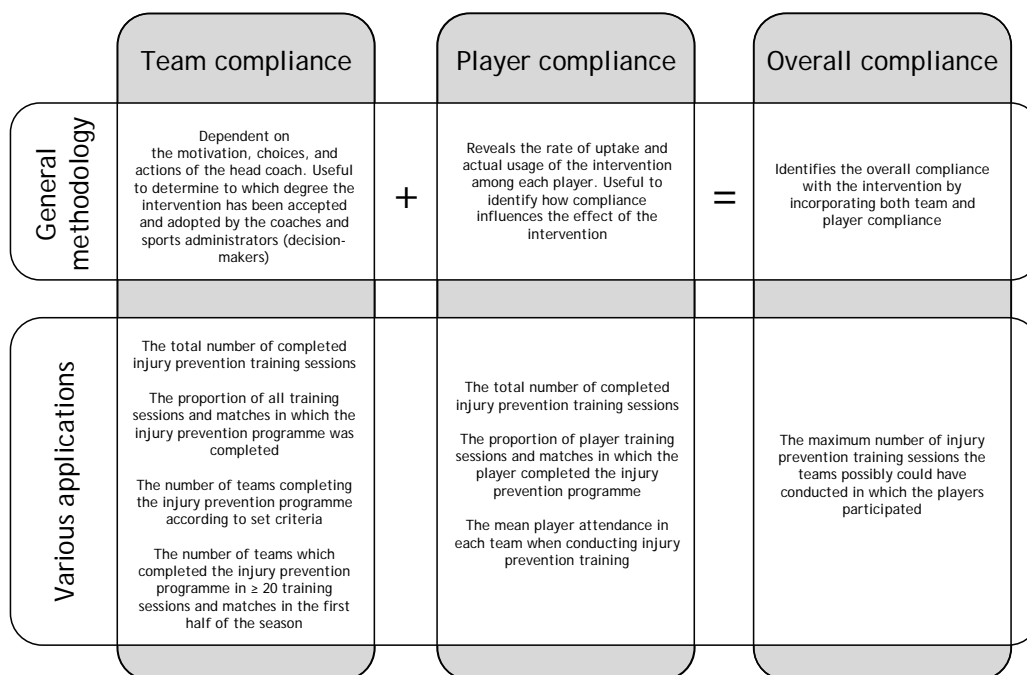 Team compliance
Player compliance
Overall compliance
General
methodology
Dependent on
the motivation, choices, and
actions of the head coach. Useful
to determine to which degree the
intervention has been accepted
and adopted by the coaches and
sports administrators (decision-
makers)
+
Reveals the rate of uptake and
actual usage of the intervention
among each player. Useful to
identify how compliance
influences the effect of the
intervention
=
Identifies the overall compliance
with the intervention by
incorporating both team and
player compliance
Various applications
The total number of completed
injury prevention training sessions
The proportion of all training
sessions and matches in which the
injury prevention programme was
completed
The number of teams completing
the injury prevention programme
according to set criteria
The number of teams which
completed the injury prevention
programme in ≥ 20 training
sessions and matches in the first
half of the season
The total number of completed
injury prevention training sessions
The proportion of player training
sessions and matches in which the
player completed the injury
prevention programme
The mean player attendance in
each team when conducting injury
prevention training
The maximum number of injury
prevention training sessions the
teams possibly could have
conducted in which the players
participated